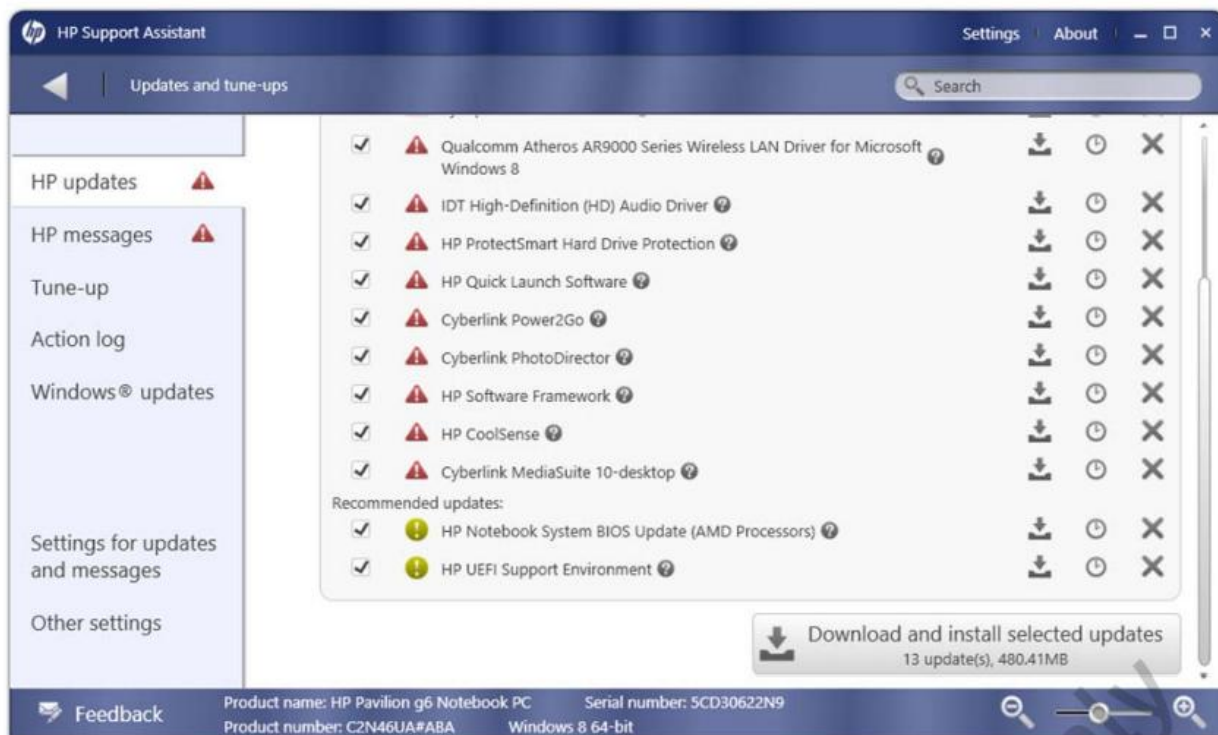 hp HP Support Assistant Settings About
Updates and tune-ups Search
Qualcomm Atheros AR9000 Series Wireless LAN Driver for Microsoft
Windows 8
HP updates
IDT High-Definition (HD) Audio Driver
HP messages
HP ProtectSmart Hard Drive Protection
Tune-up
HP Quick Launch Software
Cyberlink Power2Go
Action log
Cyberlink PhotoDirector
Windows® updates
HP Software Framework
HP CoolSense
Cyberlink MediaSuite 10-desktop
Recommended updates:
HP Notebook System BIOS Update (AMD Processors)
Settings for updates
and messages
HP UEFI Support Environment
Other settings
Download and install selected updates
13 update(s), 480.41MB
Feedback
Product name: HP Pavilion g6 Notebook PC Serial number: 5CD30622N9
Product number: C2N46UA#ABA Windows 8 64-bit